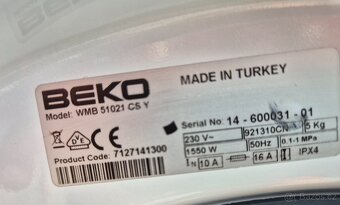 BEKO
MADE IN TURKEY
Model: WMB 51021 CS Y
Serial No: 14 - 600031 - 01
230 V~ 921310CN 5 Kg
1550 W 50Hz 0.1-1 MPa
Product Code: 7127141300
IN 10 A 16 A IPX4